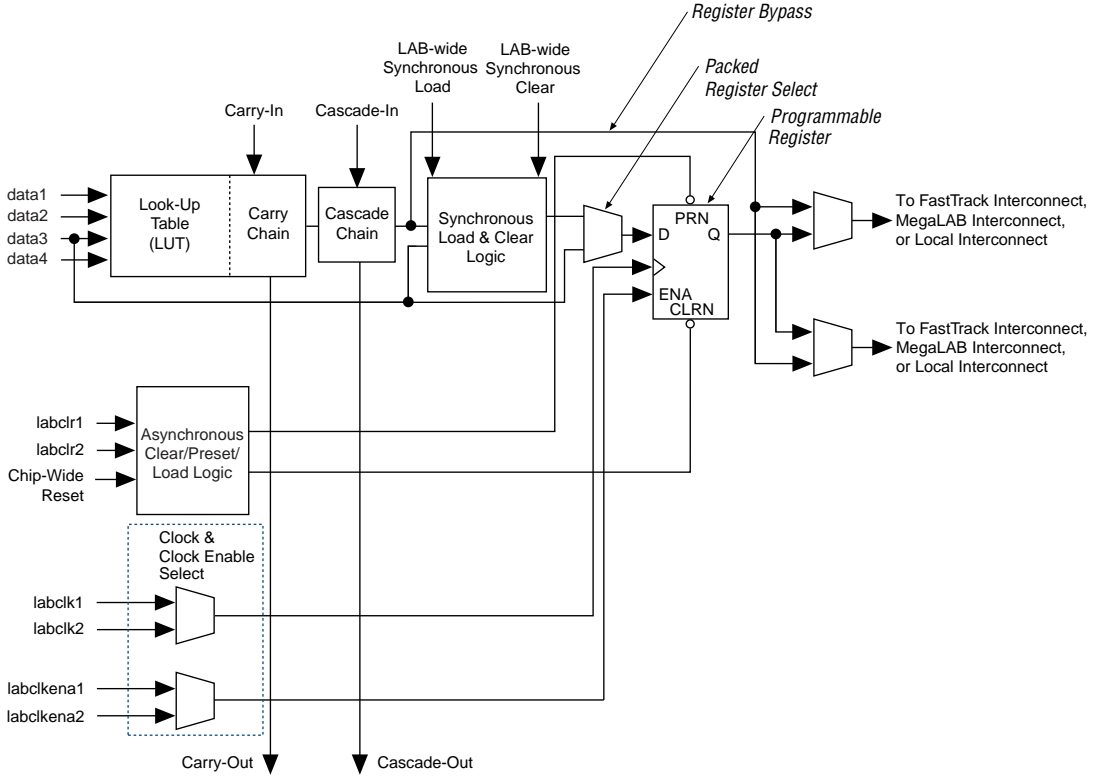 Register Bypass
LAB-wide
Synchronous
Load
LAB-wide
Synchronous
Clear
Packed
Register Select
Carry-In
Cascade-In
Programmable
Register
data1
data2
data3
data4
Look-Up
Table
(LUT)
Carry
Chain
Cascade
Chain
Synchronous
Load & Clear
Logic
PRN
D
Q
ENA
CLRN
To FastTrack Interconnect,
MegaLAB Interconnect,
or Local Interconnect
To FastTrack Interconnect,
MegaLAB Interconnect,
or Local Interconnect
labclr1
labclr2
Chip-Wide
Reset
Asynchronous
Clear/Preset/
Load Logic
Clock &
Clock Enable
Select
labclk1
labclk2
labclkena1
labclkena2
Carry-Out
Cascade-Out